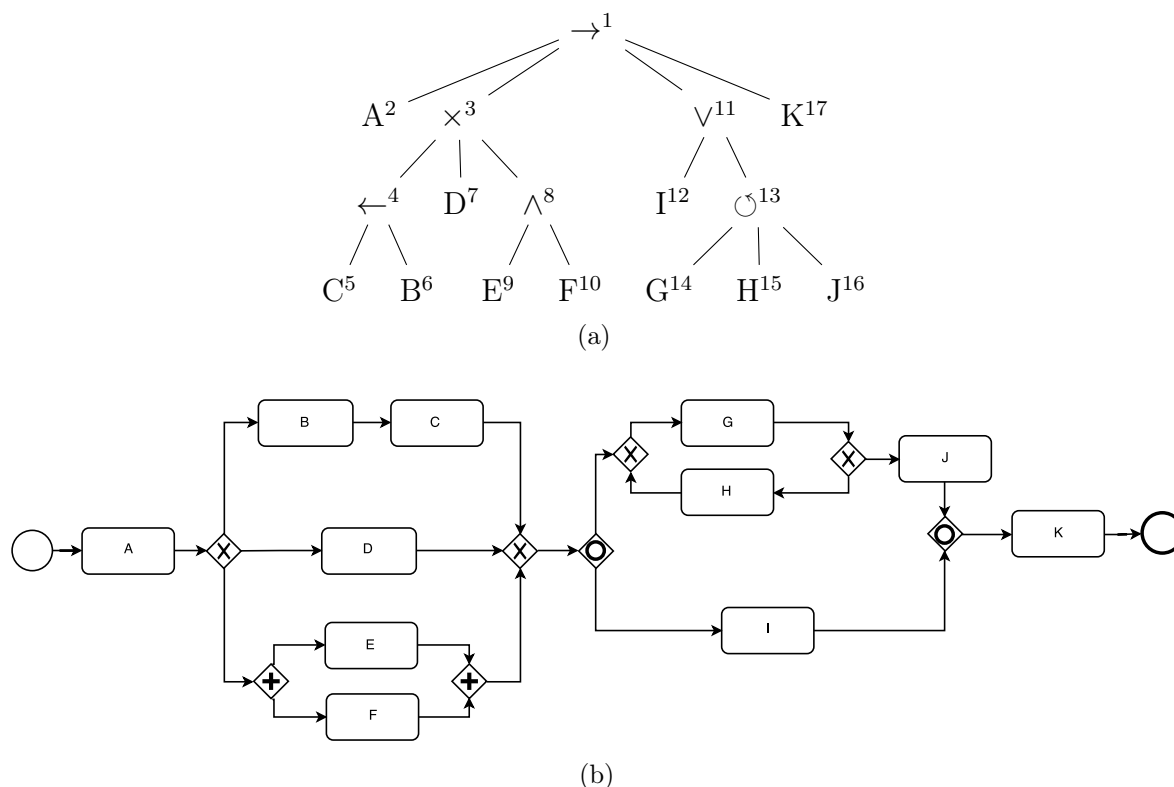 →¹
A² ×³ ∨¹¹ K¹⁷
←⁴ D⁷ ∧⁸ I¹² ↺¹³
C⁵ B⁶ E⁹ F¹⁰ G¹⁴ H¹⁵ J¹⁶
(a)
B C G
J
H
A D K
E I
F
(b)